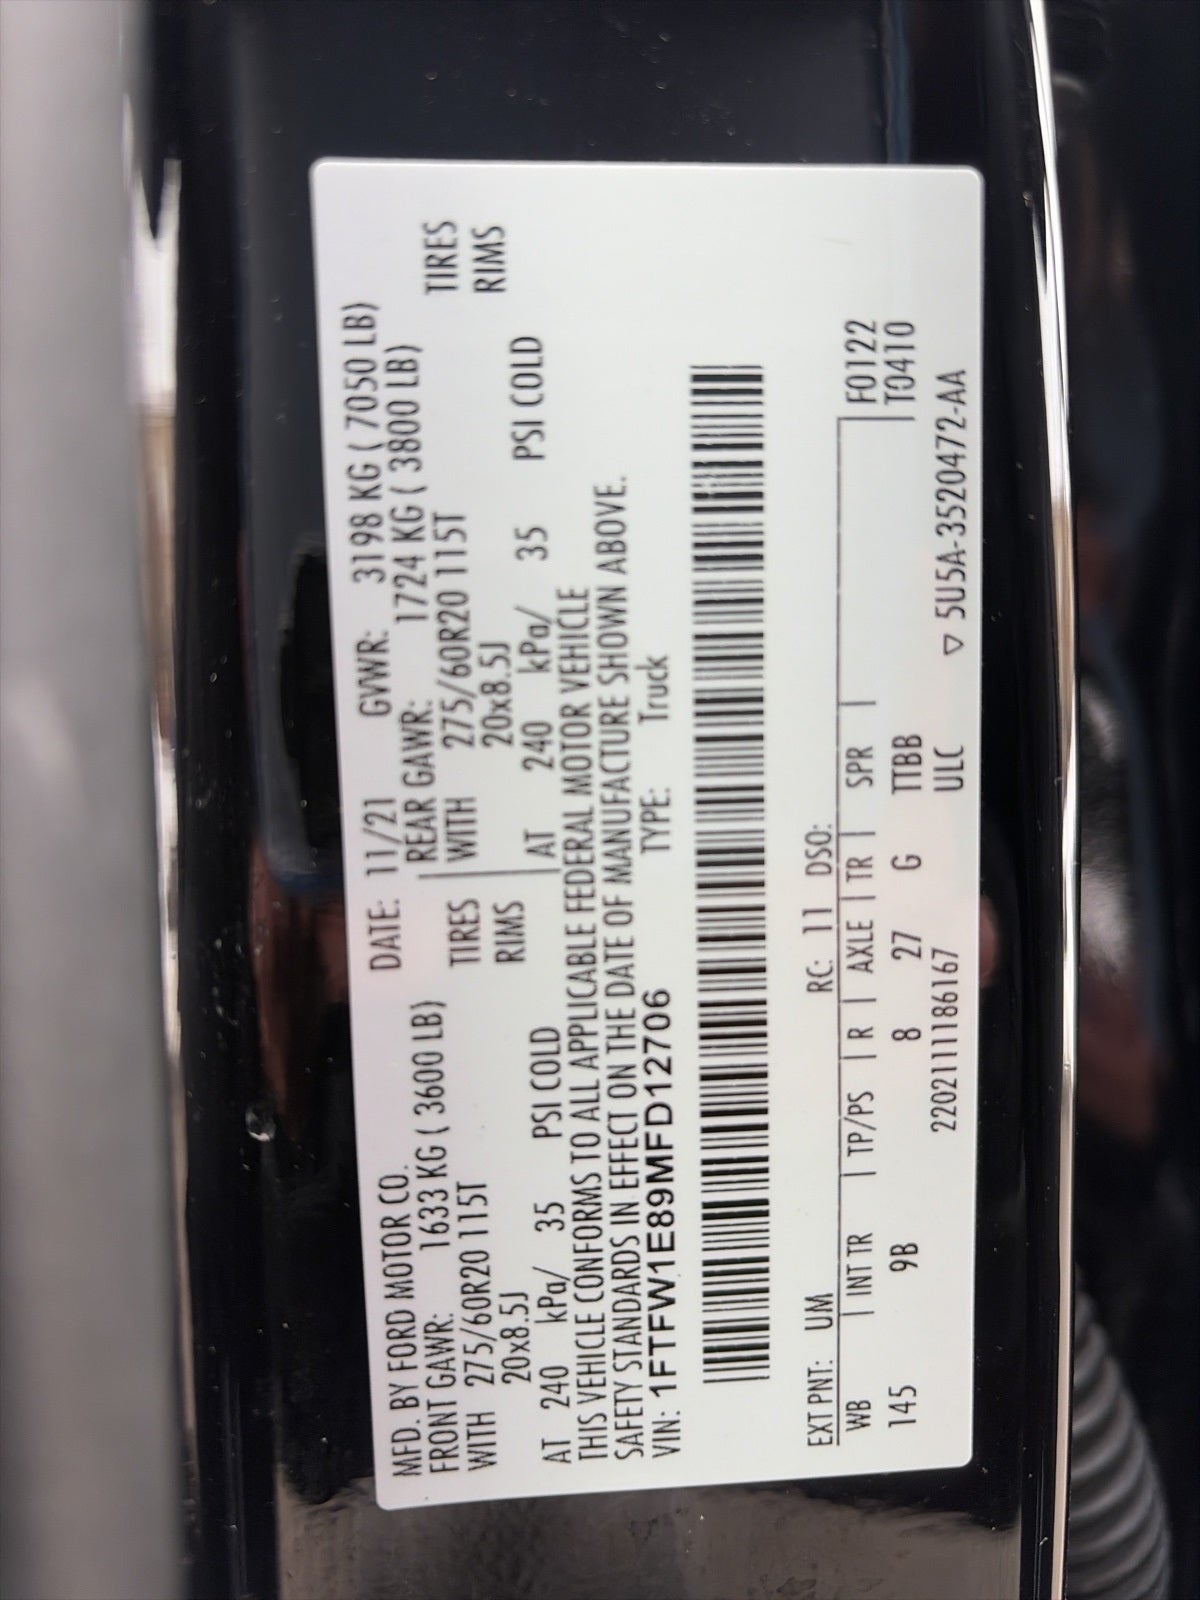 MFD. BY FORD MOTOR CO. DATE: 11/21 GVWR: 3198 KG ( 7050 LB)
FRONT GAWR: 1633 KG ( 3600 LB) REAR GAWR: 1724 KG ( 3800 LB)
WITH 275/60R20 115T TIRES WITH 275/60R20 115T TIRES
20x8.5J RIMS 20x8.5J RIMS
AT 240 kPa/ 35 PSI COLD AT 240 kPa/ 35 PSI COLD
THIS VEHICLE CONFORMS TO ALL APPLICABLE FEDERAL MOTOR VEHICLE
SAFETY STANDARDS IN EFFECT ON THE DATE OF MANUFACTURE SHOWN ABOVE.
VIN: 1FTFW1E89MFD12706 TYPE: Truck
EXT PNT: UM RC: 11 DSO:
WB INT TR TP/PS R AXLE TR SPR F0122
145 9B 8 27 G TTBB T0410
2202111186167 ULC ▽ 5U5A-3520472-AA